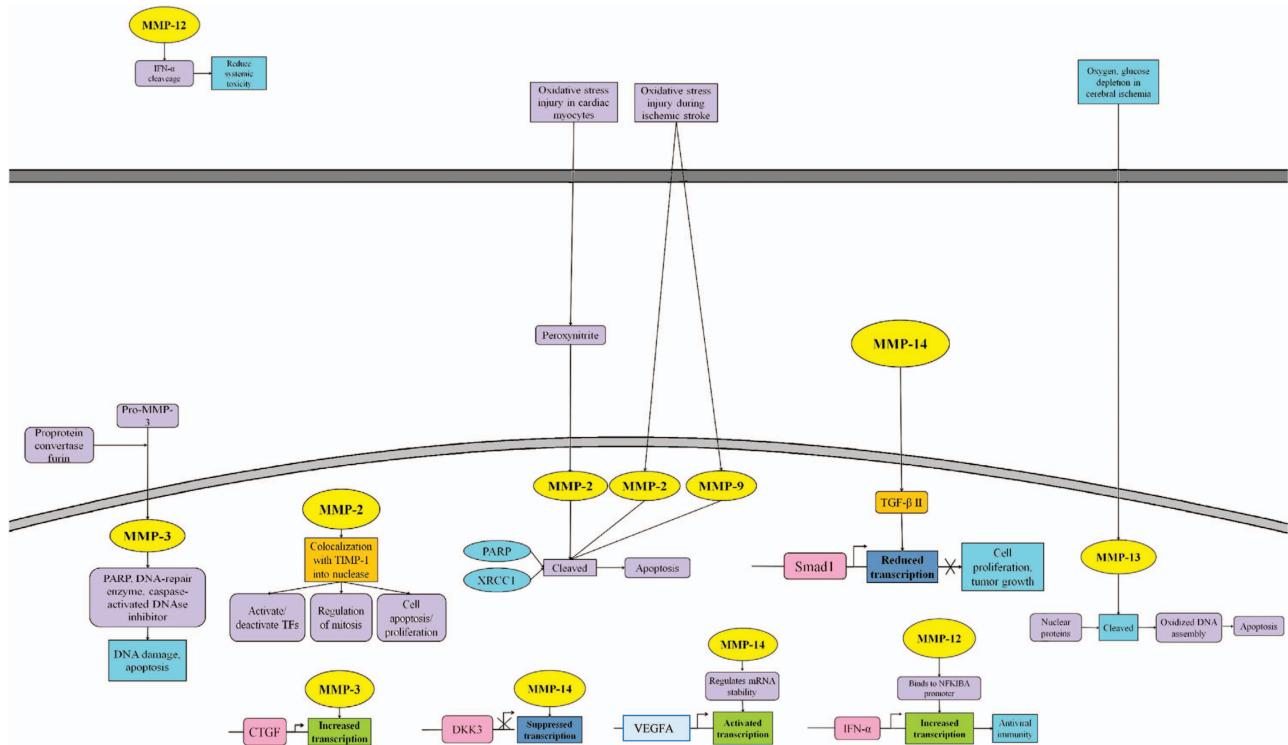 MMP-12
IFN-α
cleavage
Reduce
systemic
toxicity
Oxidative stress
injury in cardiac
myocytes
Oxidative stress
injury during
ischemic stroke
Oxygen, glucose
depletion in
cerebral ischemia
Peroxynitrite
MMP-14
Pro-MMP-
3
Proprotein
convertase
furin
MMP-3
PARP, DNA-repair
enzyme, caspase-
activated DNAse
inhibitor
DNA damage,
apoptosis
MMP-2
Colocalization
with TIMP-1
into nuclease
Activate/
deactivate TFs
Regulation
of mitosis
Cell
apoptosis/
proliferation
MMP-2
MMP-2
MMP-9
PARP
XRCC1
Cleaved
Apoptosis
TGF-β II
Smad1
Reduced
transcription
Cell
proliferation,
tumor growth
MMP-13
Nuclear
proteins
Cleaved
Oxidized DNA
assembly
Apoptosis
MMP-3
CTGF
Increased
transcription
MMP-14
DKK3
Suppressed
transcription
MMP-14
Regulates mRNA
stability
VEGFA
Activated
transcription
MMP-12
Binds to NFKIBA
promoter
IFN-α
Increased
transcription
Antiviral
immunity